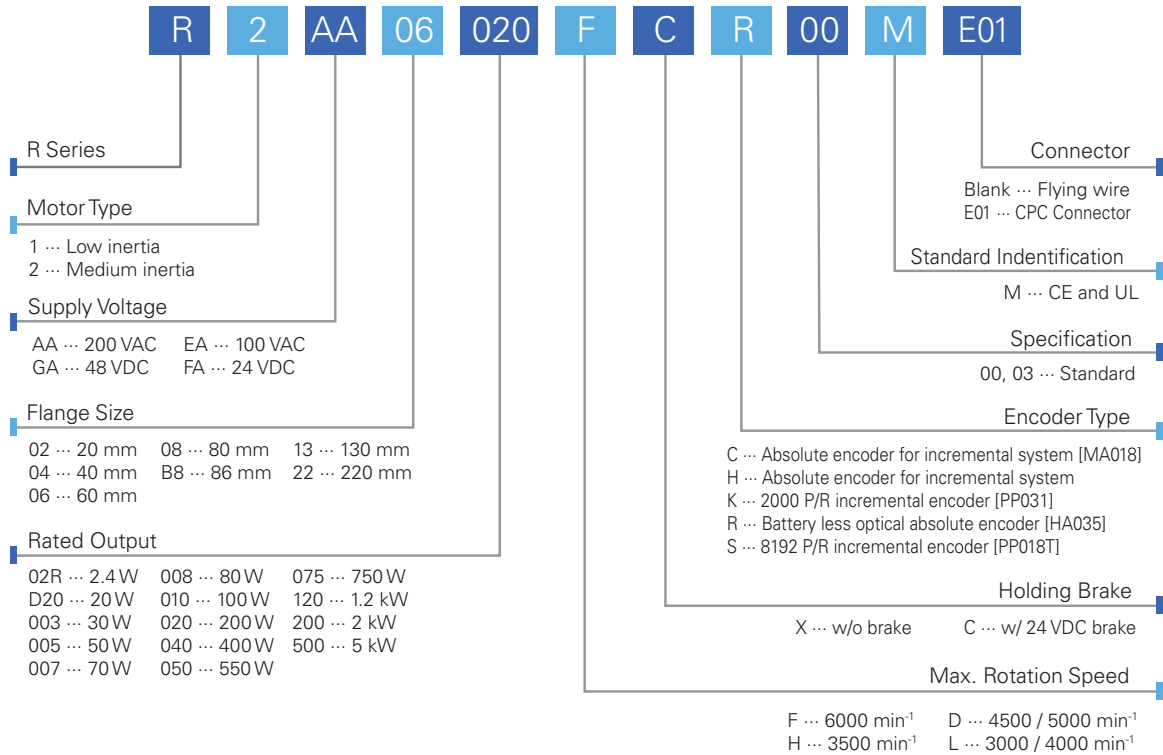 R 2 AA 06 020 F C R 00 M E01
R Series
Motor Type
1 ··· Low inertia
2 ··· Medium inertia
Supply Voltage
AA ··· 200 VAC EA ··· 100 VAC
GA ··· 48 VDC FA ··· 24 VDC
Flange Size
02 ··· 20 mm 08 ··· 80 mm 13 ··· 130 mm
04 ··· 40 mm B8 ··· 86 mm 22 ··· 220 mm
06 ··· 60 mm
Rated Output
02R ··· 2.4 W 008 ··· 80 W 075 ··· 750 W
D20 ··· 20 W 010 ··· 100 W 120 ··· 1.2 kW
003 ··· 30 W 020 ··· 200 W 200 ··· 2 kW
005 ··· 50 W 040 ··· 400 W 500 ··· 5 kW
007 ··· 70 W 050 ··· 550 W
Connector
Blank ··· Flying wire
E01 ··· CPC Connector
Standard Indentification
M ··· CE and UL
Specification
00, 03 ··· Standard
Encoder Type
C ··· Absolute encoder for incremental system [MA018]
H ··· Absolute encoder for incremental system
K ··· 2000 P/R incremental encoder [PP031]
R ··· Battery less optical absolute encoder [HA035]
S ··· 8192 P/R incremental encoder [PP018T]
Holding Brake
X ··· w/o brake C ··· w/ 24 VDC brake
Max. Rotation Speed
F ··· 6000 min⁻¹ D ··· 4500 / 5000 min⁻¹
H ··· 3500 min⁻¹ L ··· 3000 / 4000 min⁻¹